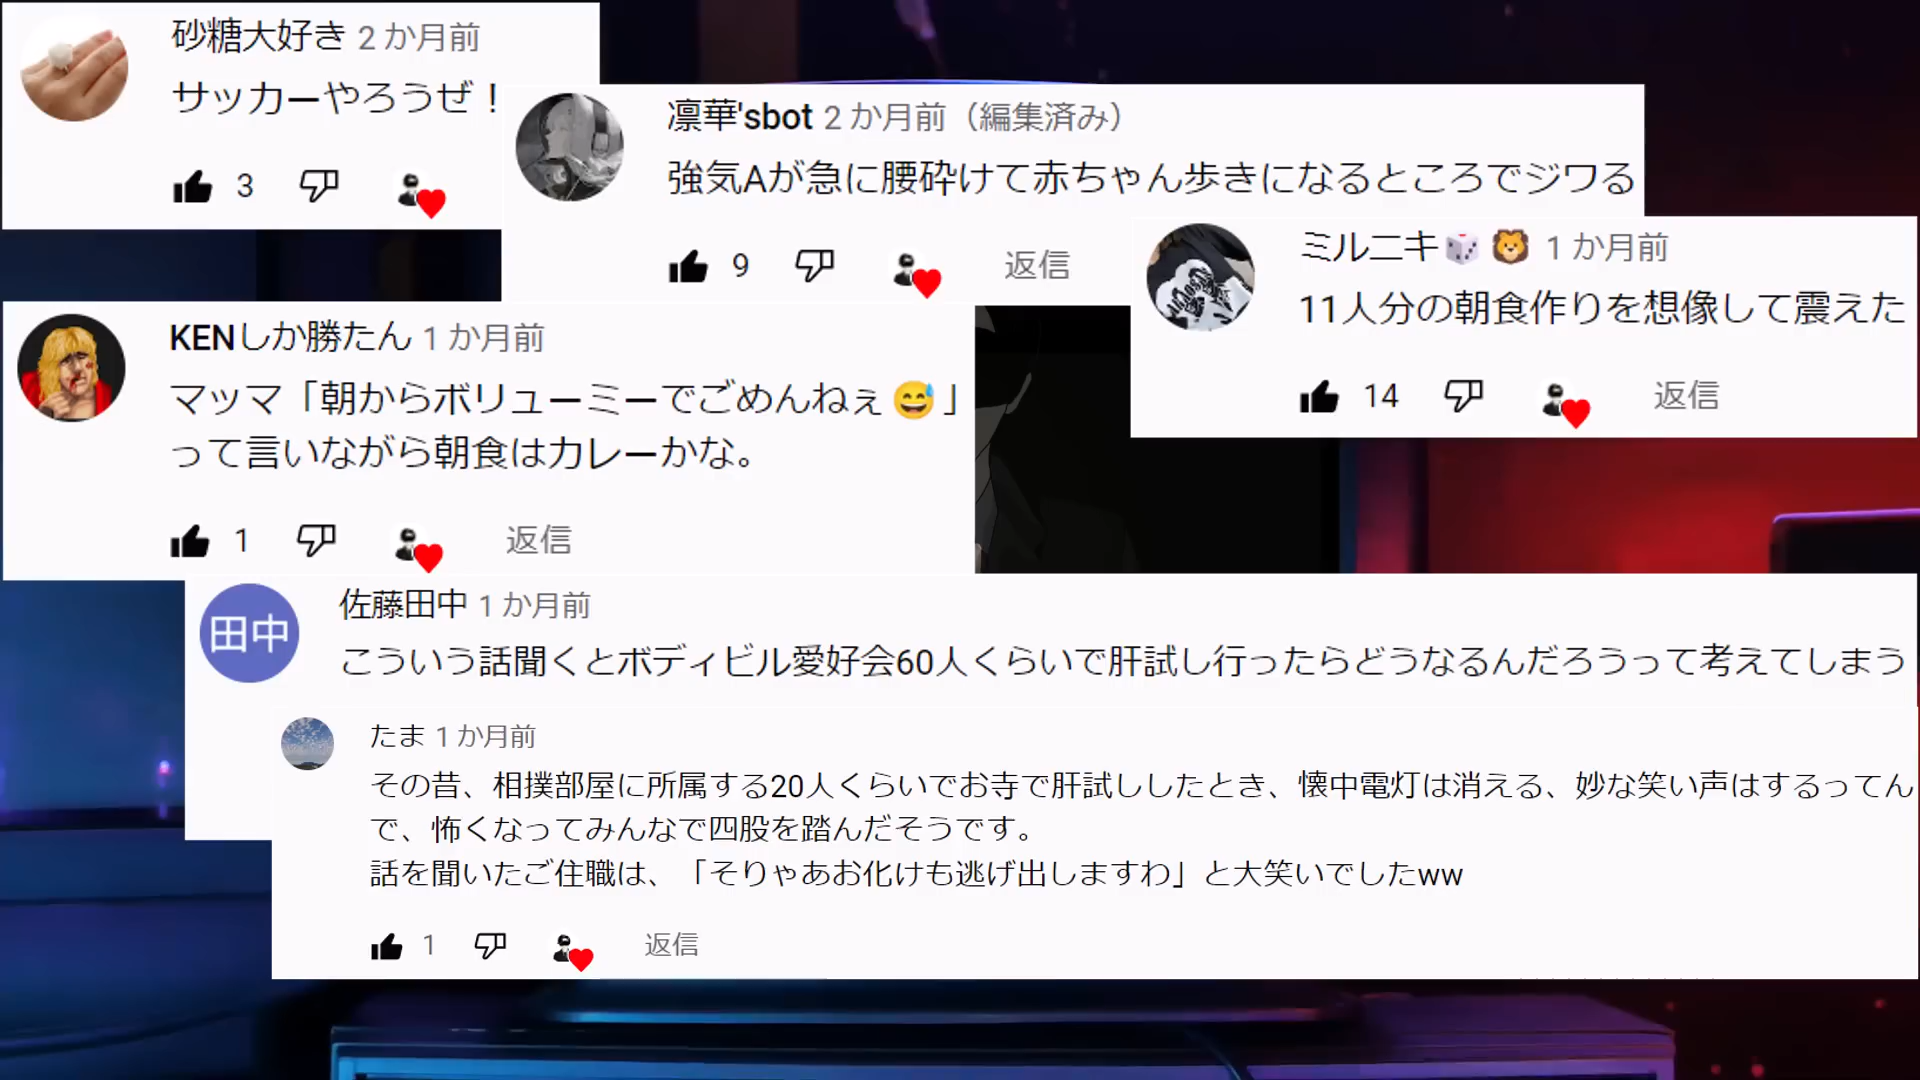 砂糖大好き 2 か月前
サッカーやろうぜ！
3
凛華'sbot 2 か月前（編集済み）
強気Aが急に腰砕けて赤ちゃん歩きになるところでジワる
9 返信
ミルニキ🎲🦁 1 か月前
11人分の朝食作りを想像して震えた
14 返信
KENしか勝たん 1 か月前
マッマ「朝からボリューミーでごめんねぇ😅」
って言いながら朝食はカレーかな。
1 返信
田中
佐藤田中 1 か月前
こういう話聞くとボディビル愛好会60人くらいで肝試し行ったらどうなるんだろうって考えてしまう
たま 1 か月前
その昔、相撲部屋に所属する20人くらいでお寺で肝試ししたとき、懐中電灯は消える、妙な笑い声はするってん
で、怖くなってみんなで四股を踏んだそうです。
話を聞いたご住職は、「そりゃあお化けも逃げ出しますわ」と大笑いでしたww
1 返信